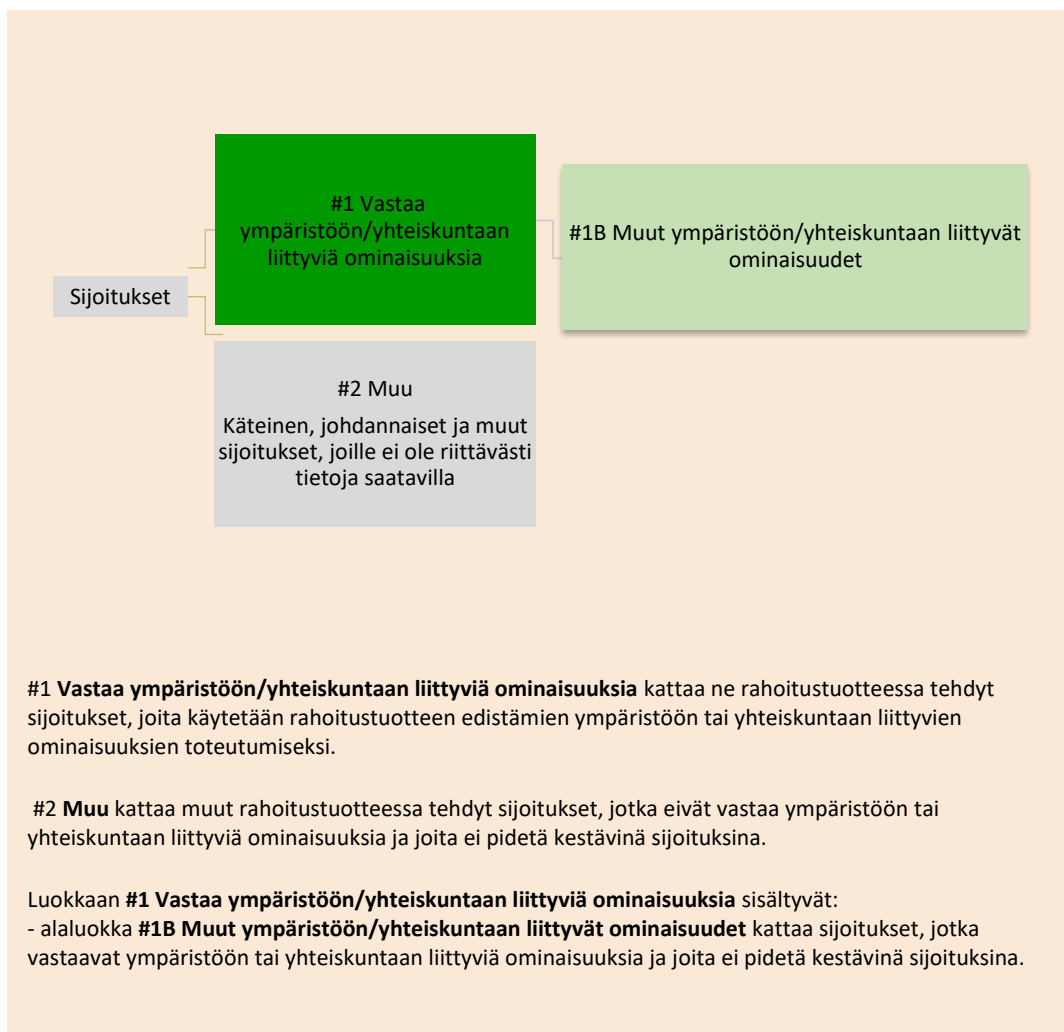 #1 Vastaa
ympäristöön/yhteiskuntaan
liittyviä ominaisuuksia
#1B Muut ympäristöön/yhteiskuntaan liittyvät
ominaisuudet
Sijoitukset
#2 Muu
Käteinen, johdannaiset ja muut
sijoitukset, joille ei ole riittävästi
tietoja saatavilla
#1 Vastaa ympäristöön/yhteiskuntaan liittyviä ominaisuuksia kattaa ne rahoitustuotteessa tehdyt
sijoitukset, joita käytetään rahoitustuotteen edistämien ympäristöön tai yhteiskuntaan liittyvien
ominaisuuksien toteutumiseksi.
#2 Muu kattaa muut rahoitustuotteessa tehdyt sijoitukset, jotka eivät vastaa ympäristöön tai
yhteiskuntaan liittyviä ominaisuuksia ja joita ei pidetä kestävinä sijoituksina.
Luokkaan #1 Vastaa ympäristöön/yhteiskuntaan liittyviä ominaisuuksia sisältyvät:
- alaluokka #1B Muut ympäristöön/yhteiskuntaan liittyvät ominaisuudet kattaa sijoitukset, jotka
vastaavat ympäristöön tai yhteiskuntaan liittyviä ominaisuuksia ja joita ei pidetä kestävinä sijoituksina.